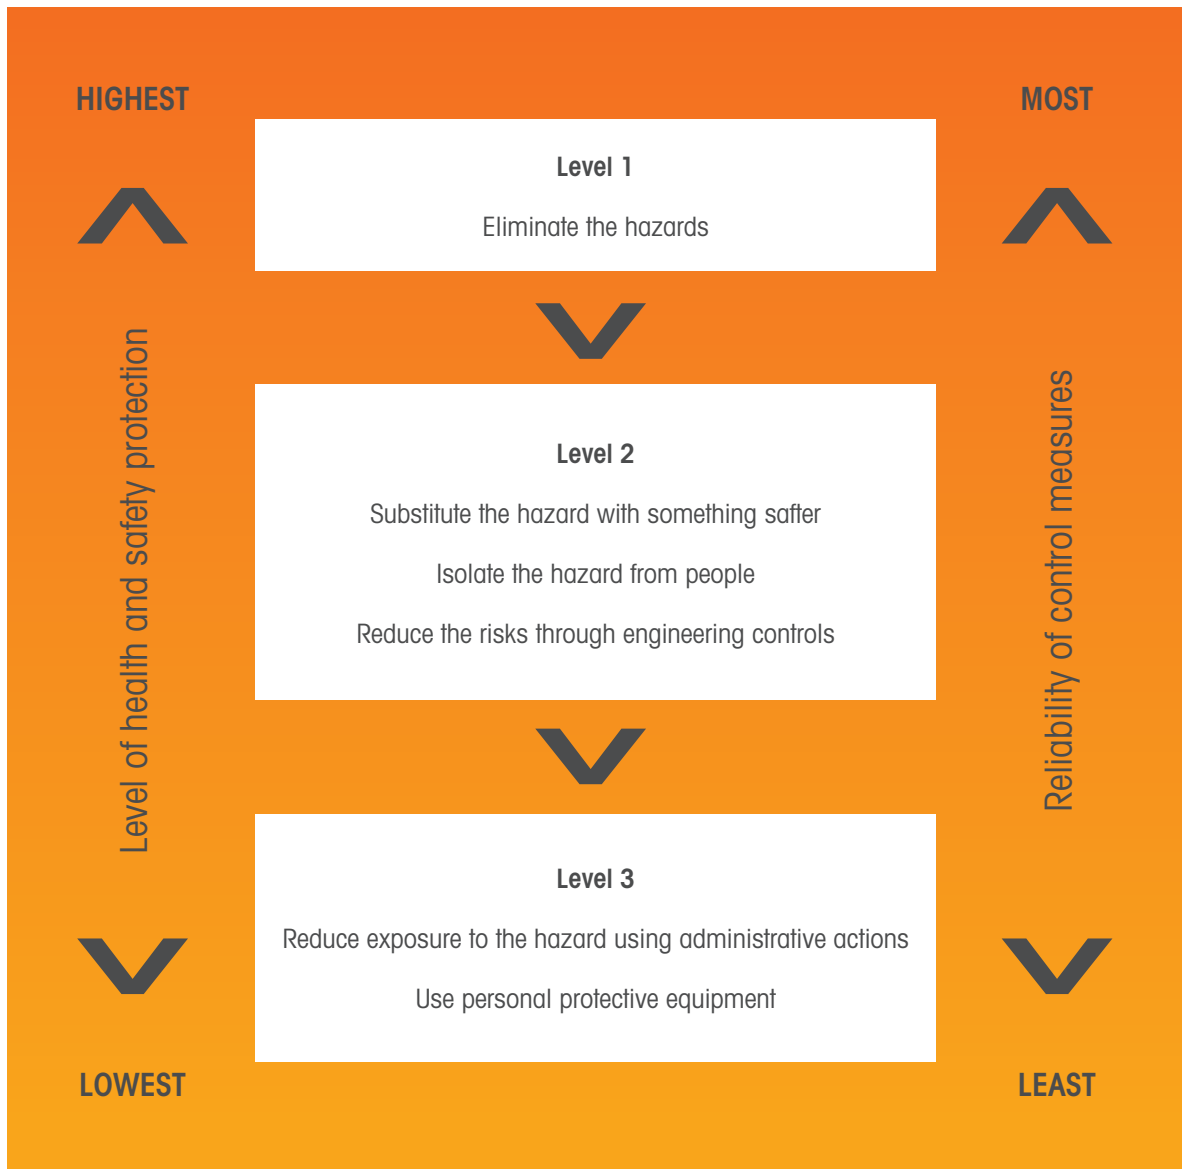 HIGHEST
MOST
Level 1
Eliminate the hazards
Level of health and safety protection
Reliability of control measures
Level 2
Substitute the hazard with something safter
Isolate the hazard from people
Reduce the risks through engineering controls
Level 3
Reduce exposure to the hazard using administrative actions
Use personal protective equipment
LOWEST
LEAST